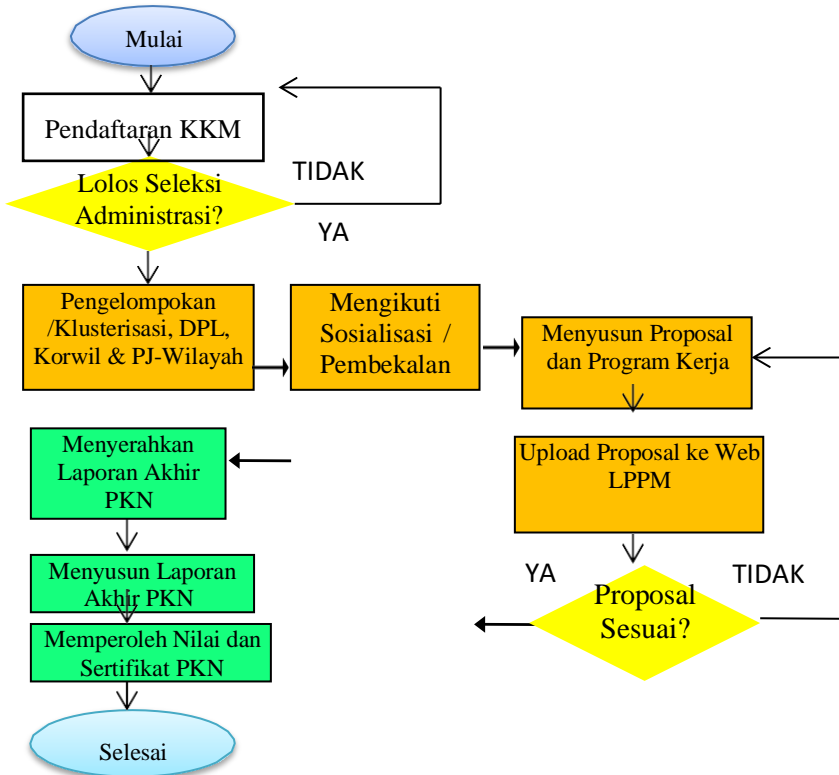 Mulai
Pendaftaran KKM
Lolos Seleksi
Administrasi?
TIDAK
YA
Pengelompokan
/Klusterisasi, DPL,
Korwil & PJ-Wilayah
Mengikuti
Sosialisasi /
Pembekalan
Menyusun Proposal
dan Program Kerja
Upload Proposal ke Web
LPPM
Proposal
Sesuai?
YA
TIDAK
Menyerahkan
Laporan Akhir
PKN
Menyusun Laporan
Akhir PKN
Memperoleh Nilai dan
Sertifikat PKN
Selesai